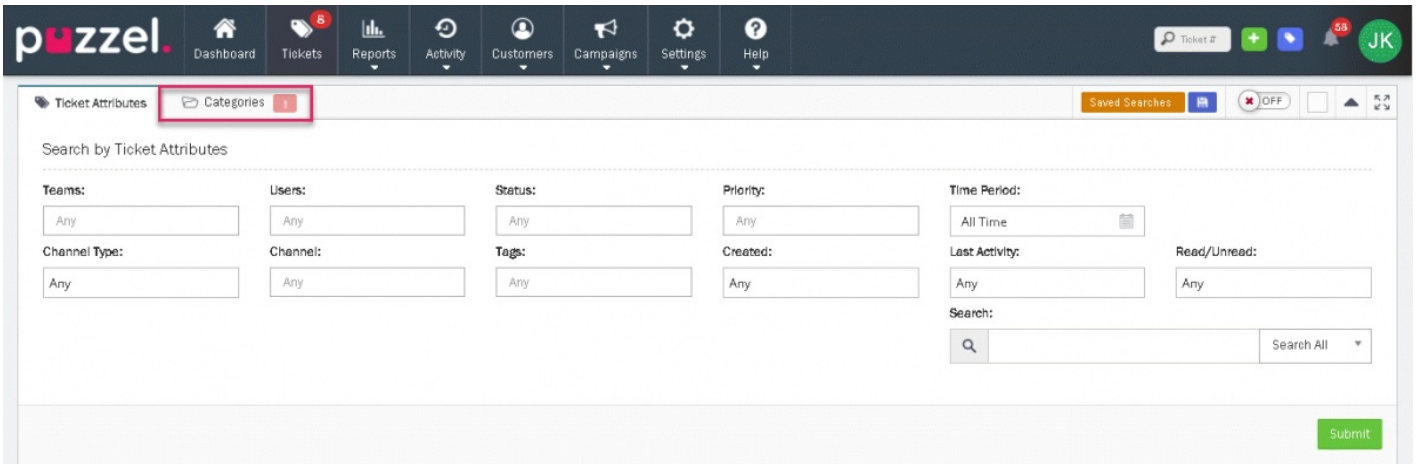 puzzel.
Dashboard
Tickets
8
Reports
Activity
Customers
Campaigns
Settings
Help
Ticket #
58
JK
Ticket Attributes
Categories
!
Saved Searches
OFF
Search by Ticket Attributes
Teams: Users: Status: Priority: Time Period:
Any Any Any Any All Time
Channel Type: Channel: Tags: Created: Last Activity: Read/Unread:
Any Any Any Any Any Any
Search:
Search All
Submit